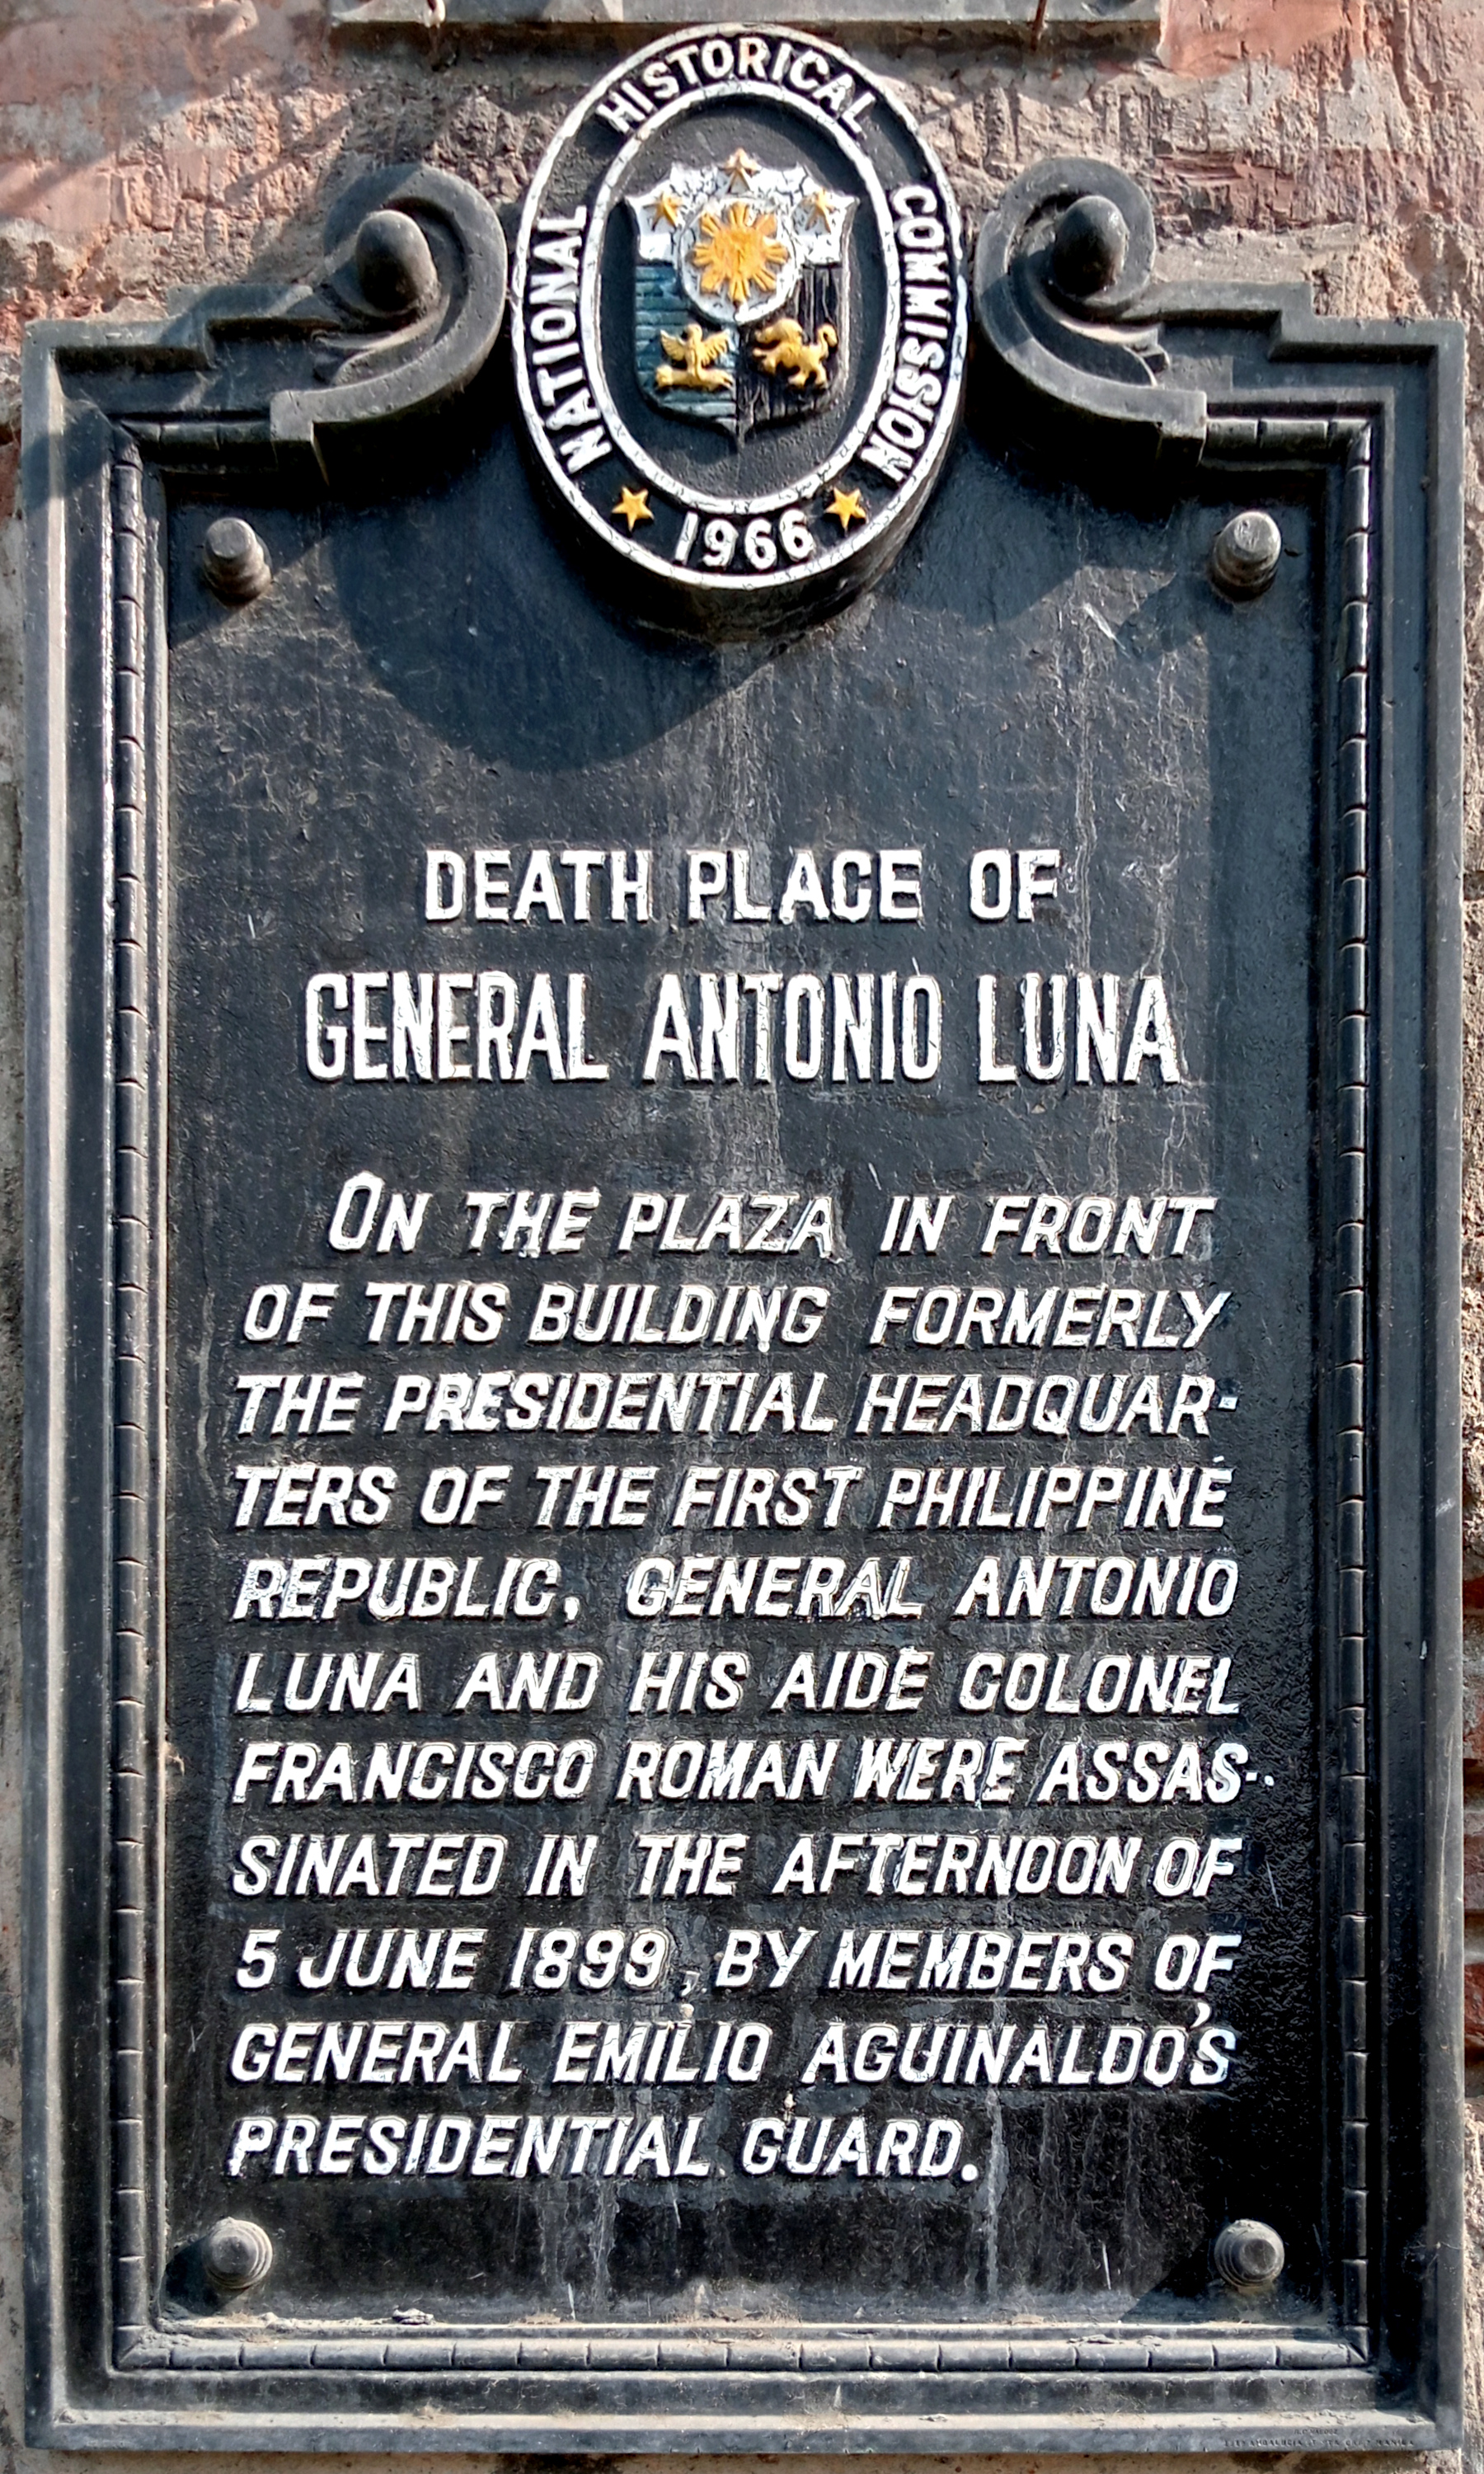 NATIONAL HISTORICAL COMMISSION
1966
DEATH PLACE OF
GENERAL ANTONIO LUNA
ON THE PLAZA IN FRONT
OF THIS BUILDING FORMERLY
THE PRESIDENTIAL HEADQUAR-
TERS OF THE FIRST PHILIPPINE
REPUBLIC, GENERAL ANTONIO
LUNA AND HIS AIDE COLONEL
FRANCISCO ROMAN WERE ASSAS-
SINATED IN THE AFTERNOON OF
5 JUNE 1899, BY MEMBERS OF
GENERAL EMILIO AGUINALDO'S
PRESIDENTIAL GUARD.